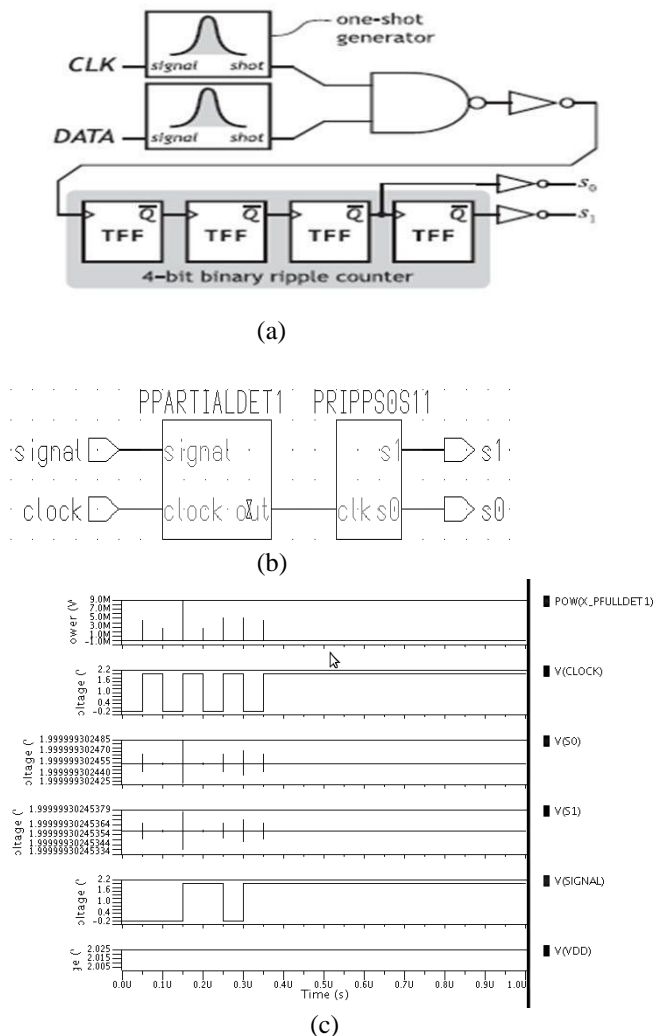 one-shot
generator
CLK
signal shot
DATA
signal shot
Q Q Q Q
TFF TFF TFF TFF
s0
s1
4-bit binary ripple counter
(a)
PPARTIALDET1 PRIPPS0S11
signal signal s1 s1
clock clock out clk s0 s0
(b)
9.0M
7.0M
5.0M
3.0M
1.0M
-1.0M
POW(X_PFULLDET1)
2.2
1.6
1.0
0.4
-0.2
V(CLOCK)
1.999999302485
1.999999302470
1.999999302455
1.999999302440
1.999999302425
V(S0)
1.99999930245379
1.99999930245364
1.99999930245354
1.99999930245344
1.99999930245334
V(S1)
2.2
1.6
1.0
0.4
-0.2
V(SIGNAL)
2.025
2.015
2.005
V(VDD)
0.0U 0.1U 0.2U 0.3U 0.4U 0.5U 0.6U 0.7U 0.8U 0.9U 1.0U
Time (s)
(c)